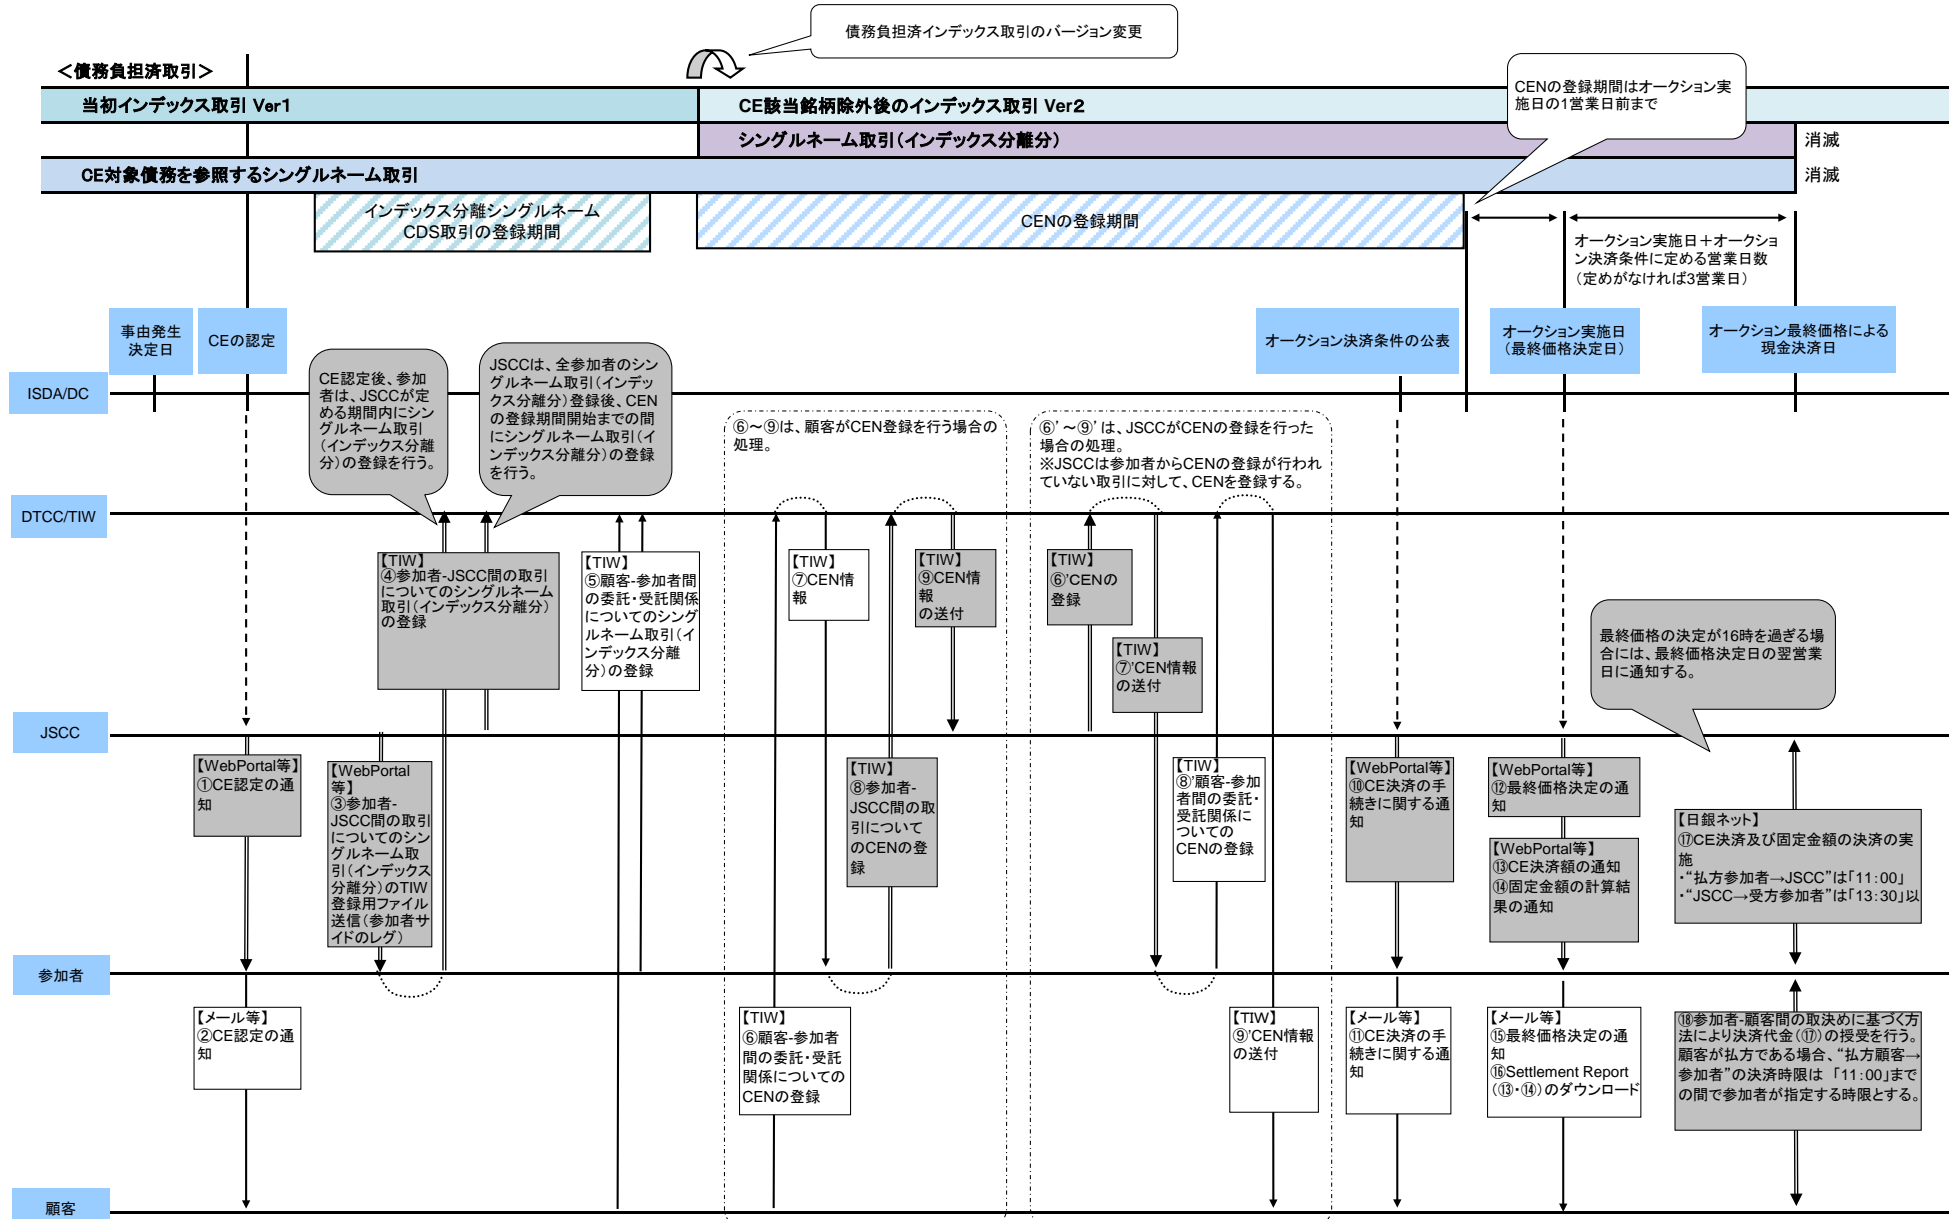 債務負担済インデックス取引のバージョン変更
＜債務負担済取引＞
当初インデックス取引 Ver1
CE該当銘柄除外後のインデックス取引 Ver2
CENの登録期間はオークション実
施日の1営業日前まで
シングルネーム取引（インデックス分離分）
消滅
CE対象債務を参照するシングルネーム取引
消滅
インデックス分離シングルネーム
CDS取引の登録期間
CENの登録期間
オークション実施日＋オークショ
ン決済条件に定める営業日数
（定めがなければ3営業日）
事由発生
決定日
CEの認定
オークション決済条件の公表
オークション実施日
（最終価格決定日）
オークション最終価格による
現金決済日
ISDA/DC
CE認定後、参加
者は、JSCCが定
める期間内にシン
グルネーム取引
（インデックス分離
分）の登録を行う。
JSCCは、全参加者のシン
グルネーム取引（インデッ
クス分離分）登録後、CEN
の登録期間開始までの間
にシングルネーム取引（イ
ンデックス分離分）の登録
を行う。
⑥～⑨は、顧客がCEN登録を行う場合の
処理。
⑥’～⑨’は、JSCCがCENの登録を行った
場合の処理。
※JSCCは参加者からCENの登録が行われ
ていない取引に対して、CENを登録する。
DTCC/TIW
【TIW】
④参加者-JSCC間の取引
についてのシングルネーム
取引（インデックス分離分）
の登録
【TIW】
⑤顧客-参加者間
の委託・受託関係
についてのシング
ルネーム取引（イ
ンデックス分離
分）の登録
【TIW】
⑦CEN情
報
【TIW】
⑨CEN情
報
の送付
【TIW】
⑥’CENの
登録
【TIW】
⑦’CEN情報
の送付
最終価格の決定が16時を過ぎる場
合には、最終価格決定日の翌営業
日に通知する。
JSCC
【WebPortal等】
①CE認定の通
知
【WebPortal
等】
③参加者-
JSCC間の取引
についてのシン
グルネーム取
引（インデックス
分離分）のTIW
登録用ファイル
送信（参加者サ
イドのレグ）
【TIW】
⑧参加者-
JSCC間の取
引について
のCENの登
録
【TIW】
⑧’顧客-参加
者間の委託・
受託関係に
ついての
CENの登録
【WebPortal等】
⑩CE決済の手
続きに関する通
知
【WebPortal等】
⑫最終価格決定の通
知
【WebPortal等】
⑬CE決済額の通知
⑭固定金額の計算結
果の通知
【日銀ネット】
⑰CE決済及び固定金額の決済の実
施
・“払方参加者→JSCC”は「11:00」
・“JSCC→受方参加者”は「13:30」以
参加者
【メール等】
②CE認定の通
知
【TIW】
⑥顧客-参加者
間の委託・受託
関係についての
CENの登録
【TIW】
⑨’CEN情報
の送付
【メール等】
⑪CE決済の手
続きに関する通
知
【メール等】
⑮最終価格決定の通
知
⑯Settlement Report
（⑬・⑭）のダウンロード
⑱参加者-顧客間の取決めに基づく方
法により決済代金（⑰）の授受を行う。
顧客が払方である場合、“払方顧客→
参加者”の決済時限は 「11:00」まで
の間で参加者が指定する時限とする。
顧客